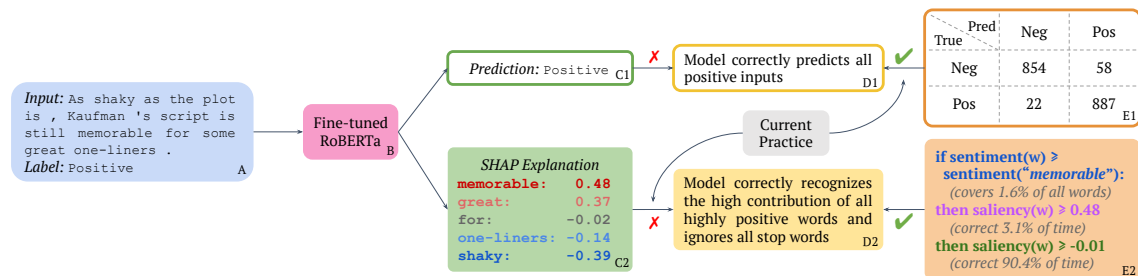 Input: As shaky as the plot
is , Kaufman 's script is
still memorable for some
great one-liners .
Label: Positive
A
Fine-tuned
RoBERTa
B
Prediction: Positive
C1
✗
Model correctly predicts all
positive inputs
D1
✔
Pred
True
Neg
Pos
Neg
854
58
Pos
22
887
E1
Current
Practice
SHAP Explanation
memorable: 0.48
great: 0.37
for: -0.02
one-liners: -0.14
shaky: -0.39
C2
✗
Model correctly recognizes
the high contribution of all
highly positive words and
ignores all stop words
D2
✔
if sentiment(w) ⩾
sentiment(“memorable”):
(covers 1.6% of all words)
then saliency(w) ⩾ 0.48
(correct 3.1% of time)
then saliency(w) ⩾ -0.01
(correct 90.4% of time)
E2